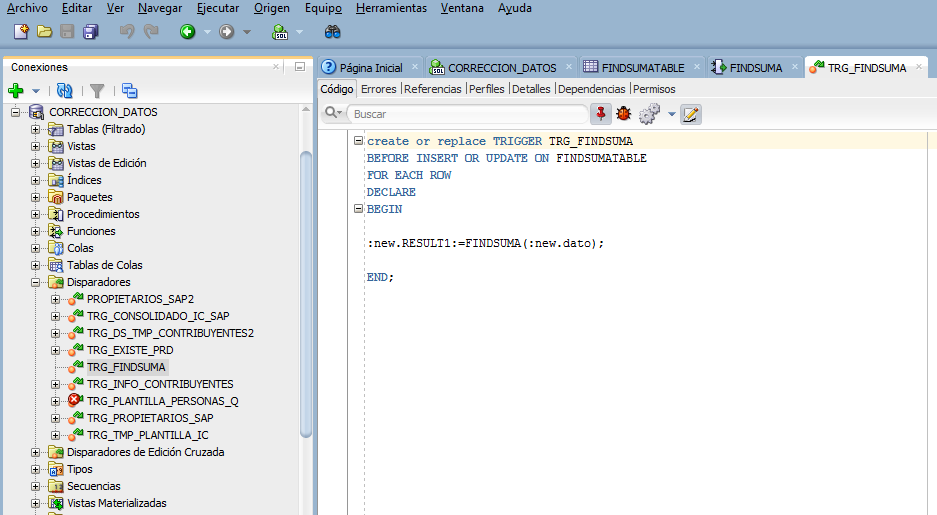 Archivo Editar Ver Navegar Ejecutar Origen Equipo Herramientas Ventana Ayuda
Conexiones
CORRECCION_DATOS
Tablas (Filtrado)
Vistas
Vistas de Edición
Índices
Paquetes
Procedimientos
Funciones
Colas
Tablas de Colas
Disparadores
PROPIETARIOS_SAP2
TRG_CONSOLIDADO_IC_SAP
TRG_DS_TMP_CONTRIBUYENTES2
TRG_EXISTE_PRD
TRG_FINDSUMA
TRG_INFO_CONTRIBUYENTES
TRG_PLANTILLA_PERSONAS_Q
TRG_PROPIETARIOS_SAP
TRG_TMP_PLANTILLA_IC
Disparadores de Edición Cruzada
Tipos
Secuencias
Vistas Materializadas
Página Inicial CORRECCION_DATOS FINDSUMATABLE FINDSUMA TRG_FINDSUMA
Código Errores Referencias Perfiles Detalles Dependencias Permisos
Buscar
create or replace TRIGGER TRG_FINDSUMA
BEFORE INSERT OR UPDATE ON FINDSUMATABLE
FOR EACH ROW
DECLARE
BEGIN
:new.RESULT1:=FINDSUMA(:new.dato);
END;